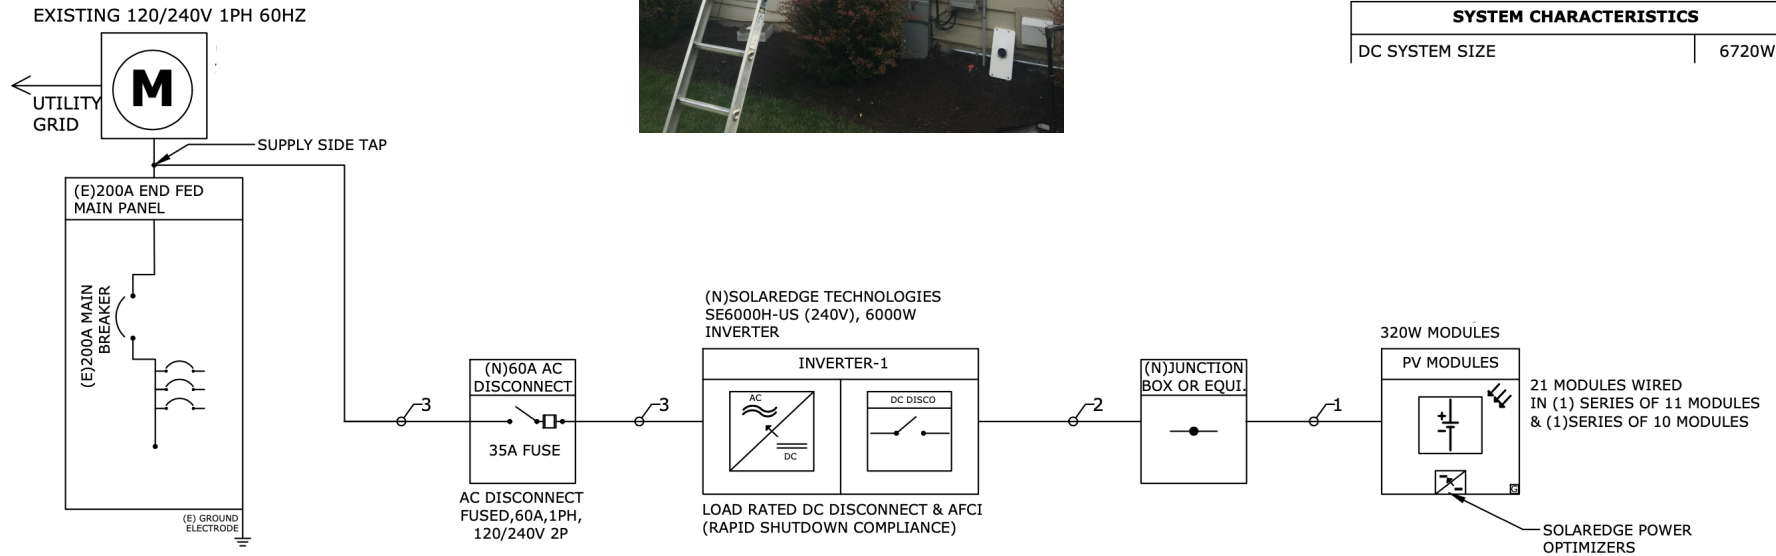 EXISTING 120/240V 1PH 60HZ
M
UTILITY
GRID
SUPPLY SIDE TAP
(E)200A END FED
MAIN PANEL
(E)200A MAIN
BREAKER
(E) GROUND
ELECTRODE
3
(N)60A AC
DISCONNECT
35A FUSE
AC DISCONNECT
FUSED,60A,1PH,
120/240V 2P
3
(N)SOLAREDGE TECHNOLOGIES
SE6000H-US (240V), 6000W
INVERTER
INVERTER-1
AC
DC
DC DISCO
LOAD RATED DC DISCONNECT & AFCI
(RAPID SHUTDOWN COMPLIANCE)
2
(N)JUNCTION
BOX OR EQUI.
1
320W MODULES
PV MODULES
G
21 MODULES WIRED
IN (1) SERIES OF 11 MODULES
& (1)SERIES OF 10 MODULES
SOLAREDGE POWER
OPTIMIZERS
SYSTEM CHARACTERISTICS
DC SYSTEM SIZE 6720W